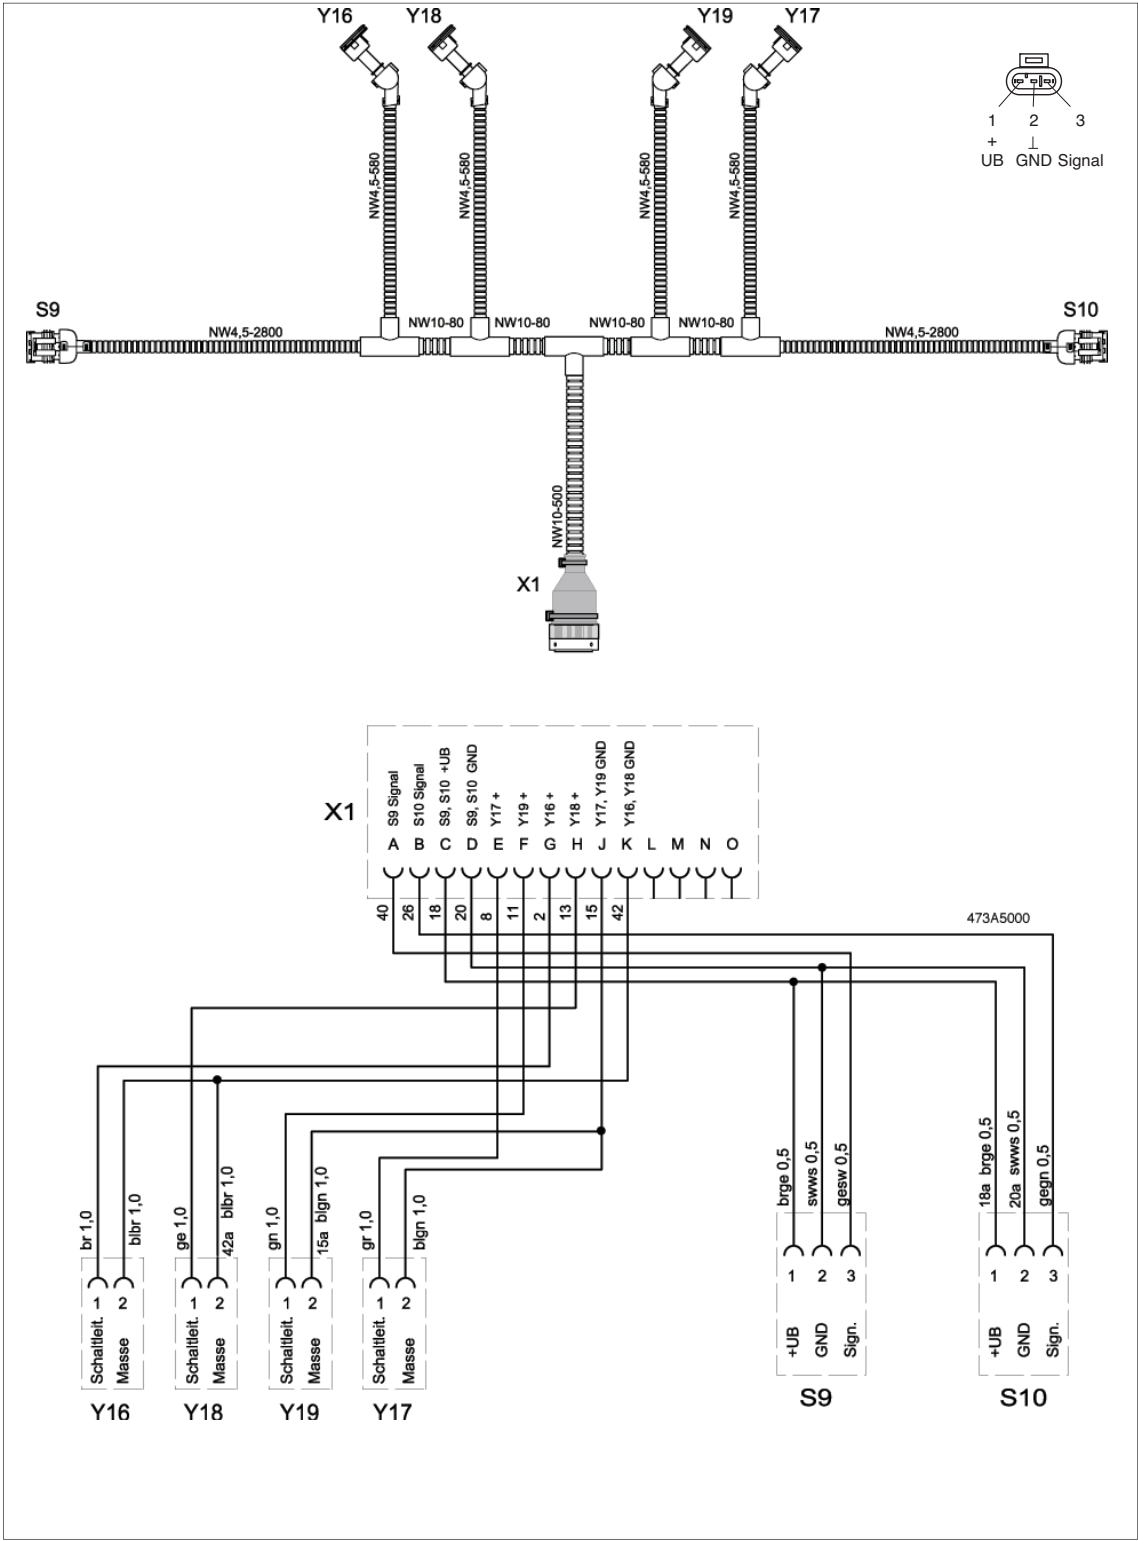 Y16 Y18 Y19 Y17
1 2 3
+ ⊥
UB GND Signal
NW4,5-580
NW4,5-580
NW4,5-580
NW4,5-580
S9 S10
NW4,5-2800
NW10-80
NW10-80
NW10-80
NW10-80
NW4,5-2800
NW10-500
X1
X1
S9 Signal
S10 Signal
S9, S10 +UB
S9, S10 GND
Y17 +
Y19 +
Y16 +
Y18 +
Y17, Y19 GND
Y16, Y18 GND
A B C D E F G H J K L M N O
40 26 18 20 8 11 2 13 15 42
473A5000
br 1,0
blbr 1,0
ge 1,0
42a blbr 1,0
gn 1,0
15a blgn 1,0
gr 1,0
blgn 1,0
brge 0,5
swws 0,5
gesw 0,5
18a brge 0,5
20a swws 0,5
gegn 0,5
1 2 3
+UB
GND
Sign.
S9
1 2 3
+UB
GND
Sign.
S10
1 2
Schaltleit.
Masse
Y16
1 2
Schaltleit.
Masse
Y18
1 2
Schaltleit.
Masse
Y19
1 2
Schaltleit.
Masse
Y17